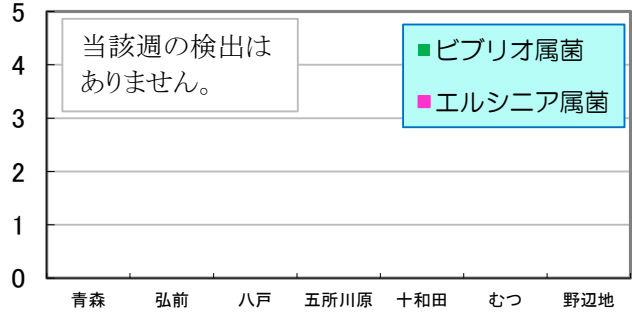 5
4
3
2
1
0
当該週の検出は
ありません。
■ビブリオ属菌
■エルシニア属菌
青森 弘前 八戸 五所川原 十和田 むつ 野辺地